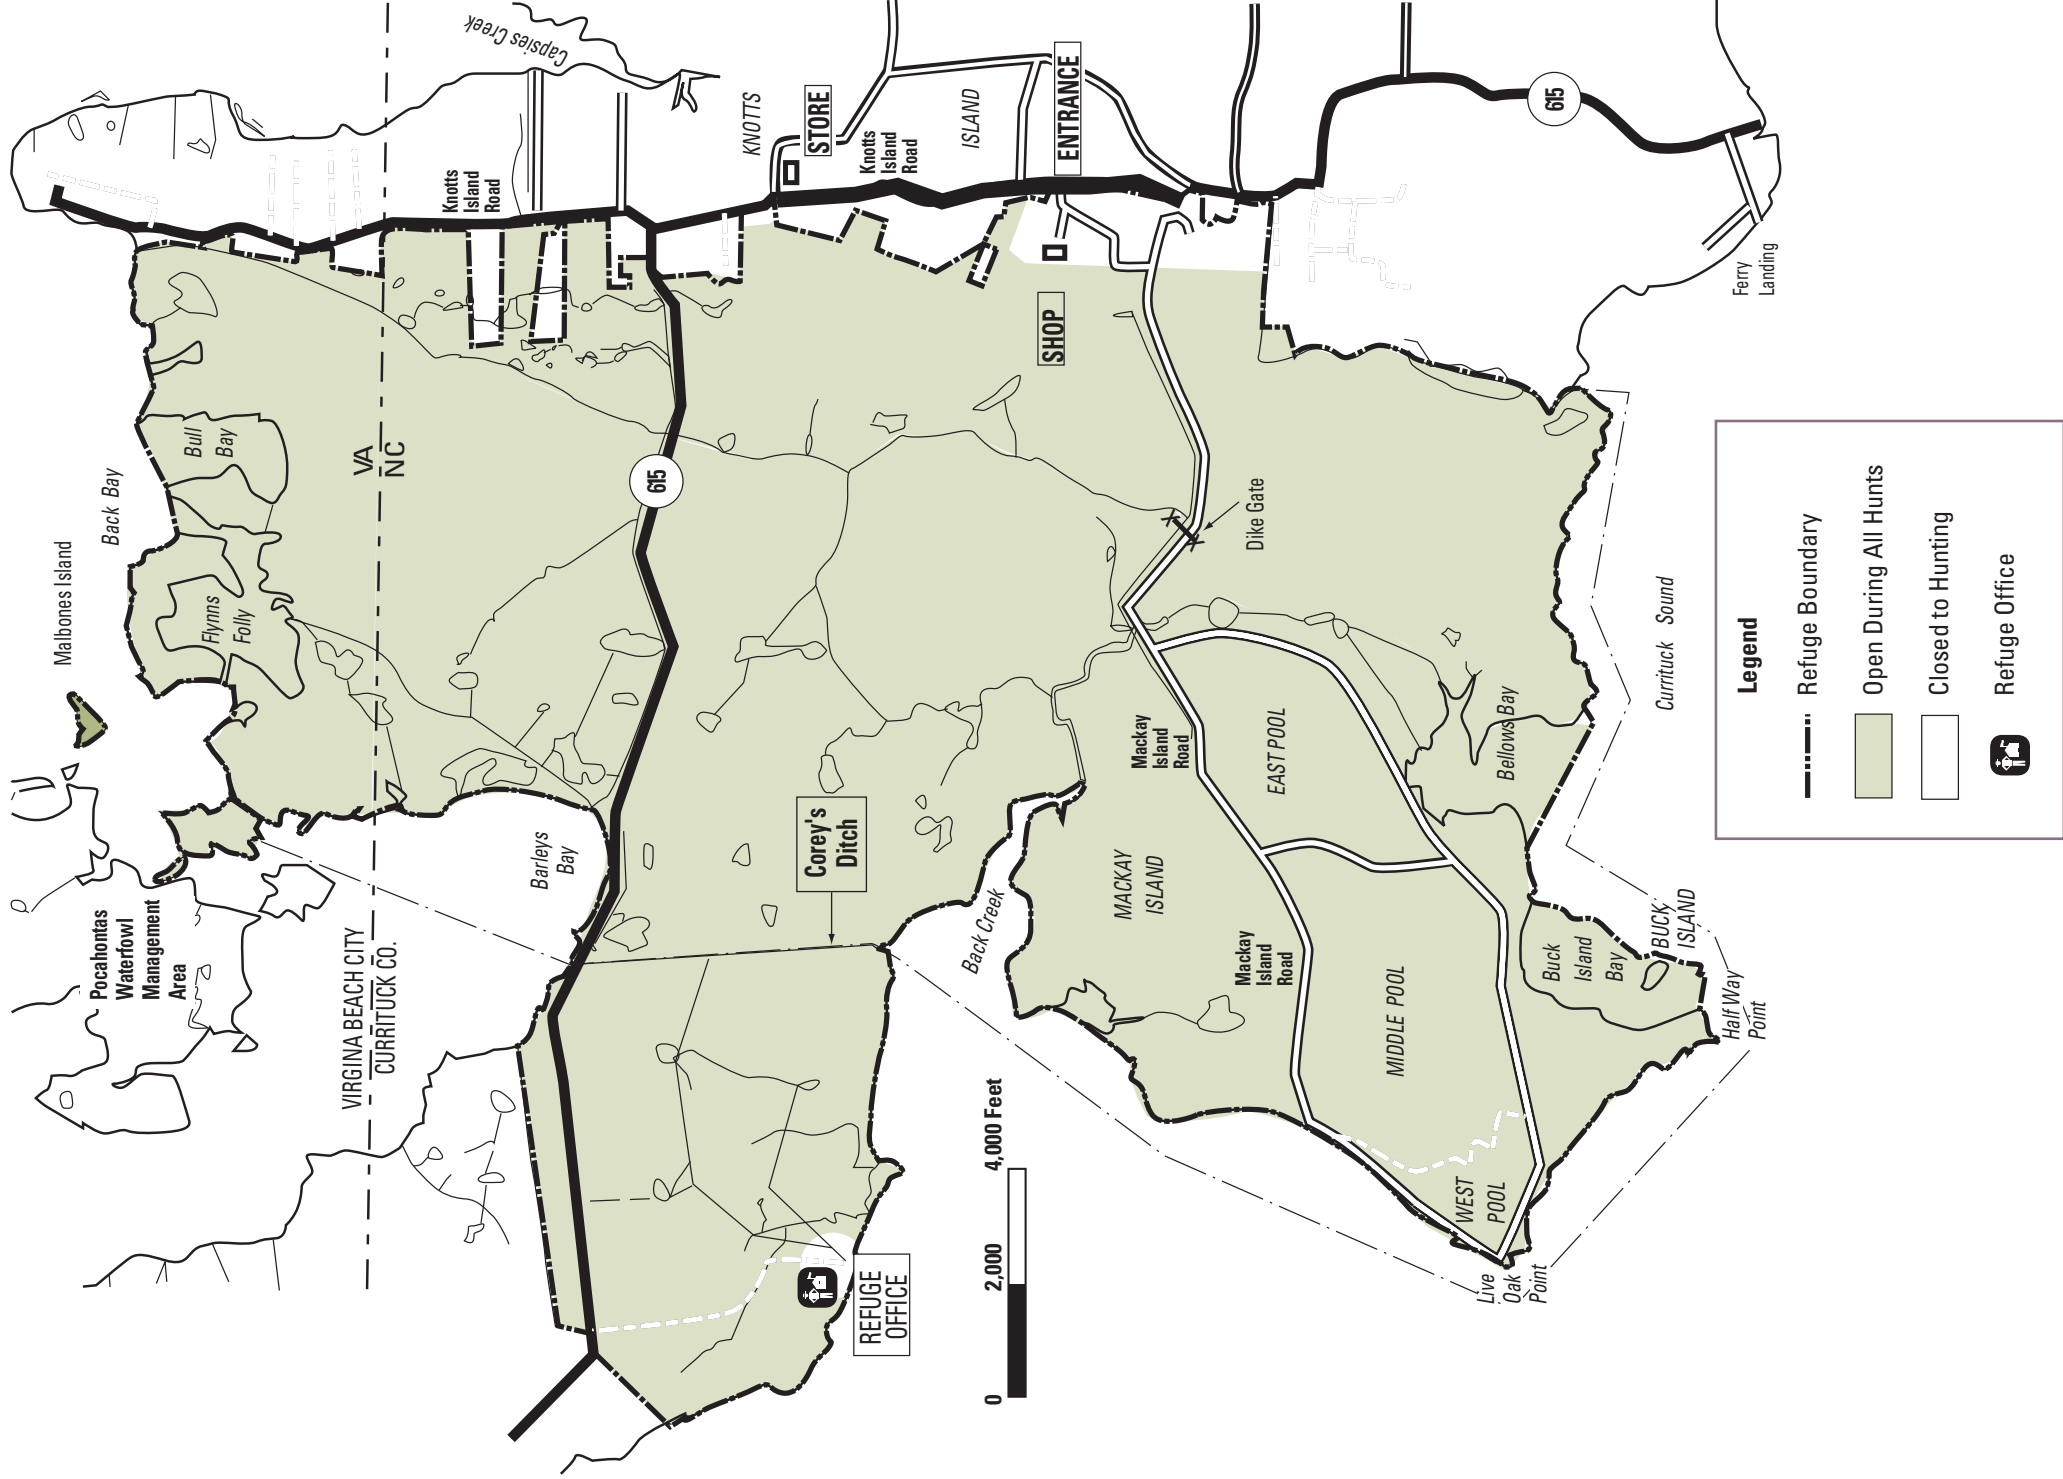 Capsies Creek
Malbones Island
Back Bay
Bull
Bay
Flynns
Folly
VA
NC
Knotts
Island
Road
KNOTTS
STORE
Knotts
Island
Road
ISLAND
ENTRANCE
615
615
SHOP
Ferry
Landing
Dike Gate
Pocahontas
Waterfowl
Management
Area
VIRGINA BEACH CITY
CURRITUCK CO.
Barleys
Bay
Corey's
Ditch
Back Creek
MACKAY
ISLAND
Mackay
Island
Road
EAST POOL
Bellows Bay
Currituck Sound
Mackay
Island
Road
MIDDLE POOL
Buck
Island
Bay
BUCK
ISLAND
Half Way
Point
WEST
POOL
Live
Oak
Point
REFUGE
OFFICE
0
2,000
4,000 Feet
Legend
Refuge Boundary
Open During All Hunts
Closed to Hunting
Refuge Office